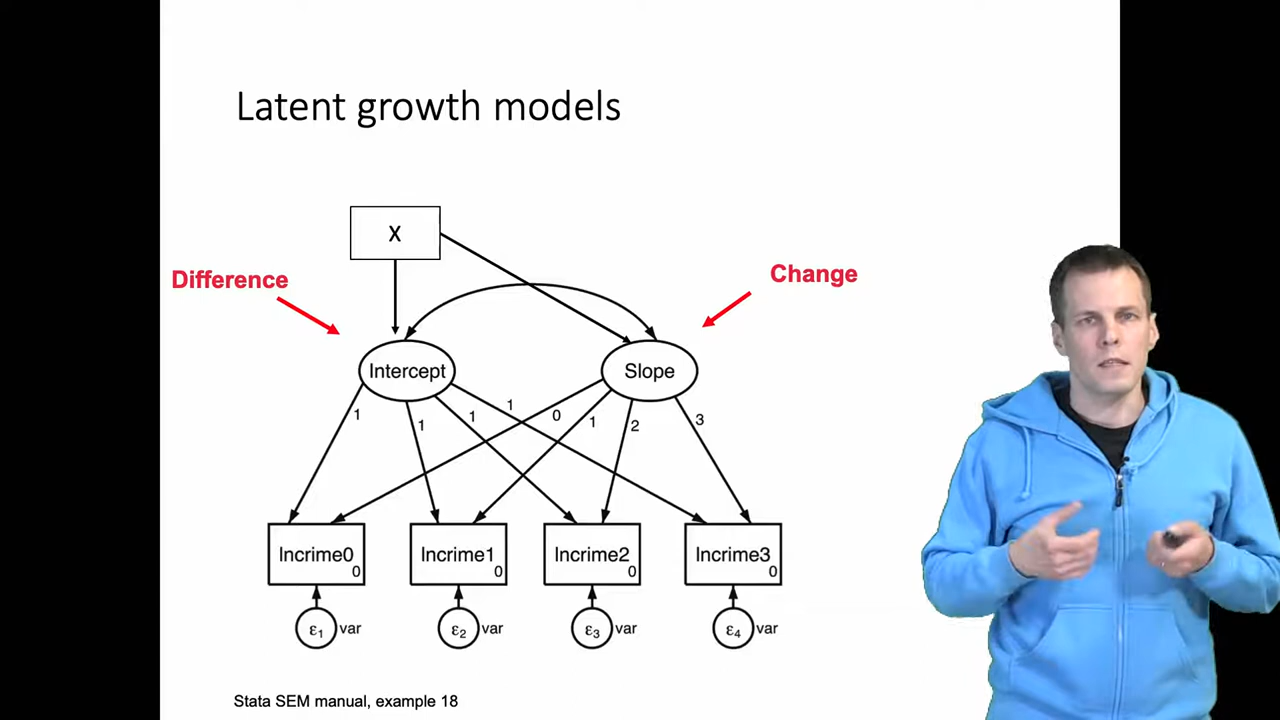 Latent growth models
X
Difference
Change
Intercept
Slope
1
1
1
1
0
1
2
3
lncrime0
0
lncrime1
0
lncrime2
0
lncrime3
0
ε1 var
ε2 var
ε3 var
ε4 var
Stata SEM manual, example 18